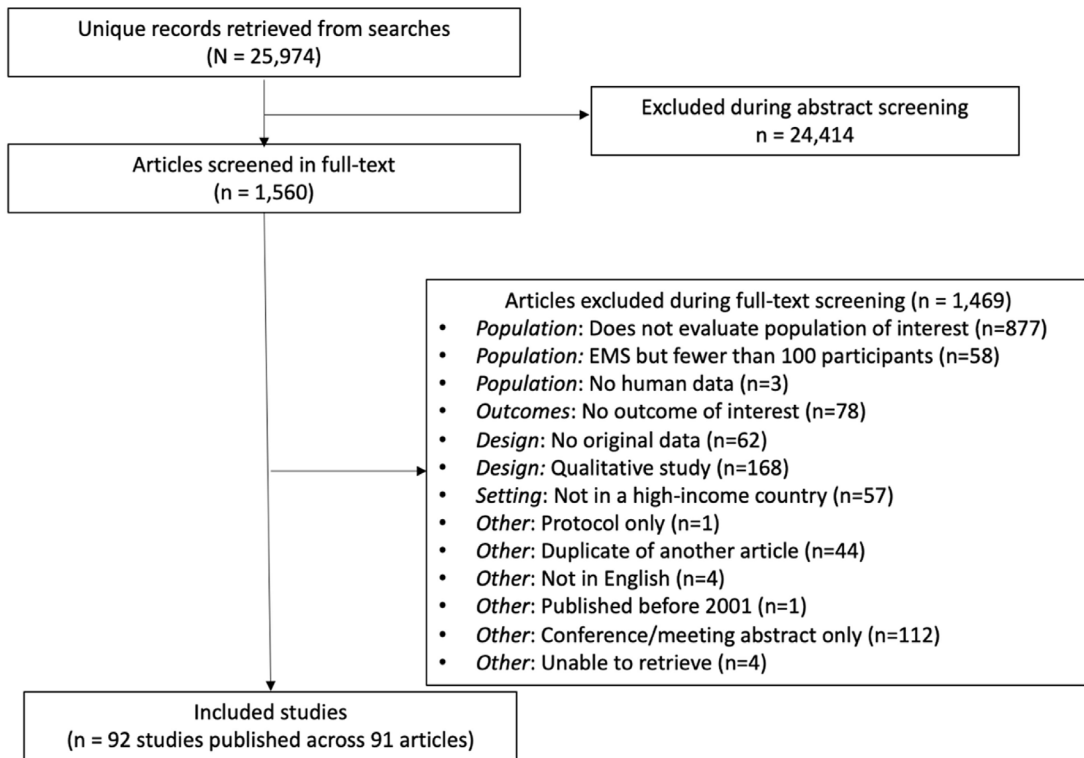 Unique records retrieved from searches
(N = 25,974)
Excluded during abstract screening
n = 24,414
Articles screened in full-text
(n = 1,560)
Articles excluded during full-text screening (n = 1,469)
• Population: Does not evaluate population of interest (n=877)
• Population: EMS but fewer than 100 participants (n=58)
• Population: No human data (n=3)
• Outcomes: No outcome of interest (n=78)
• Design: No original data (n=62)
• Design: Qualitative study (n=168)
• Setting: Not in a high-income country (n=57)
• Other: Protocol only (n=1)
• Other: Duplicate of another article (n=44)
• Other: Not in English (n=4)
• Other: Published before 2001 (n=1)
• Other: Conference/meeting abstract only (n=112)
• Other: Unable to retrieve (n=4)
Included studies
(n = 92 studies published across 91 articles)